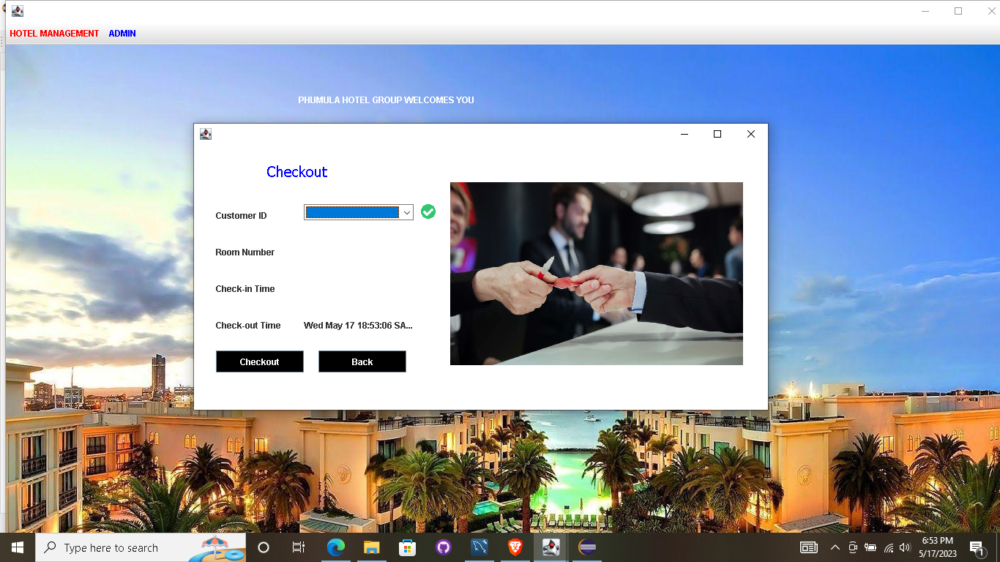 HOTEL MANAGEMENT ADMIN
PHUMULA HOTEL GROUP WELCOMES YOU
Checkout
Customer ID
Room Number
Check-in Time
Check-out Time Wed May 17 18:53:06 SA...
Checkout Back
Type here to search
6:53 PM
5/17/2023
1